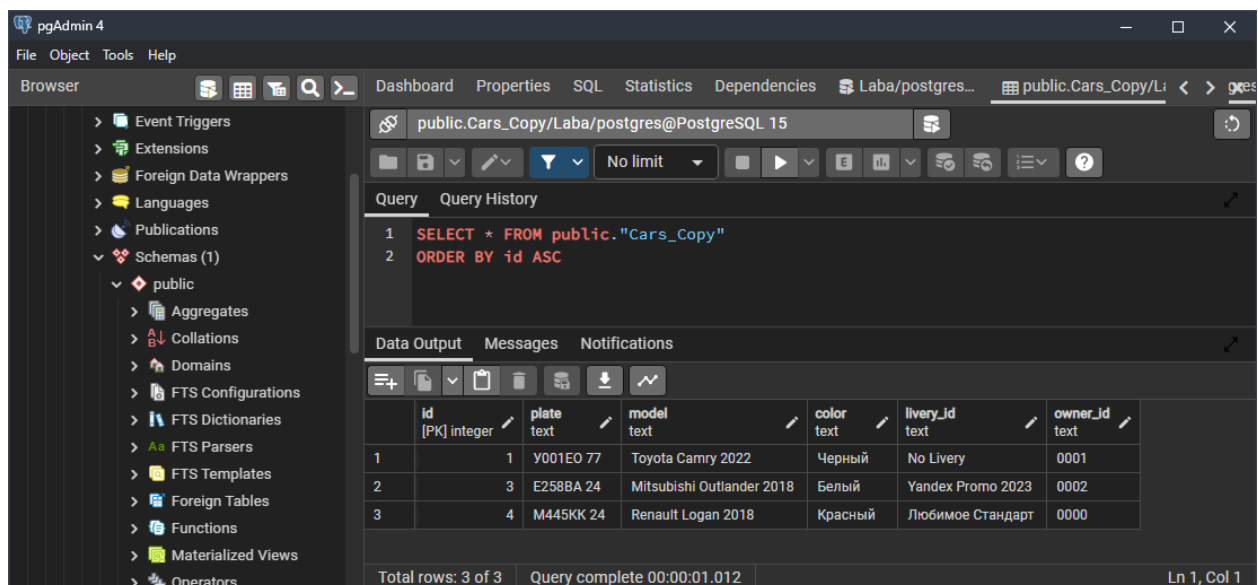 pgAdmin 4
File Object Tools Help
Browser
Dashboard Properties SQL Statistics Dependencies Laba/postgres... public.Cars_Copy/La
Event Triggers
Extensions
Foreign Data Wrappers
Languages
Publications
Schemas (1)
public
Aggregates
Collations
Domains
FTS Configurations
FTS Dictionaries
FTS Parsers
FTS Templates
Foreign Tables
Functions
Materialized Views
Operators
public.Cars_Copy/Laba/postgres@PostgreSQL 15
No limit
Query Query History
1 SELECT * FROM public."Cars_Copy"
2 ORDER BY id ASC
Data Output Messages Notifications
id plate model color livery_id owner_id
[PK] integer text text text text text
1 1 У001ЕО 77 Toyota Camry 2022 Черный No Livery 0001
2 3 Е258ВА 24 Mitsubishi Outlander 2018 Белый Yandex Promo 2023 0002
3 4 М445КК 24 Renault Logan 2018 Красный Любимое Стандарт 0000
Total rows: 3 of 3 Query complete 00:00:01.012 Ln 1, Col 1